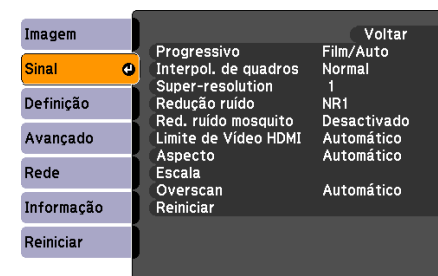 Imagem
Sinal
Definição
Avançado
Rede
Informação
Reiniciar
Voltar
Progressivo Film/Auto
Interpol. de quadros Normal
Super-resolution 1
Redução ruído NR1
Red. ruído mosquito Desactivado
Limite de Vídeo HDMI Automático
Aspecto Automático
Escala
Overscan Automático
Reiniciar